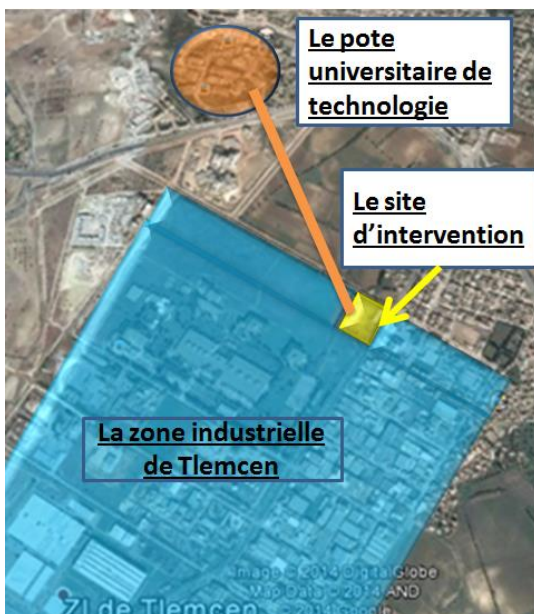 Le pote
universitaire de
technologie
Le site
d’intervention
La zone industrielle
de Tlemcen
Image © 2014 DigitalGlobe
Map Data © 2014 AND
ZI de Tlemcen